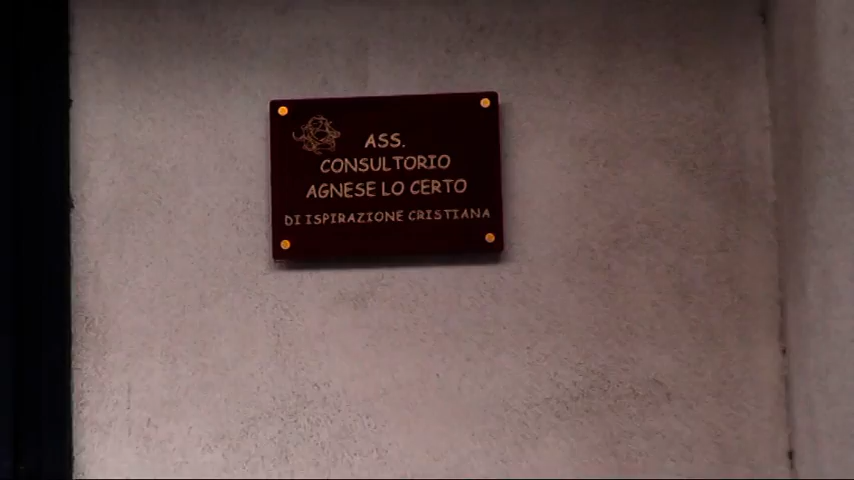 ASS.
CONSULTORIO
AGNESE LO CERTO
DI ISPIRAZIONE CRISTIANA